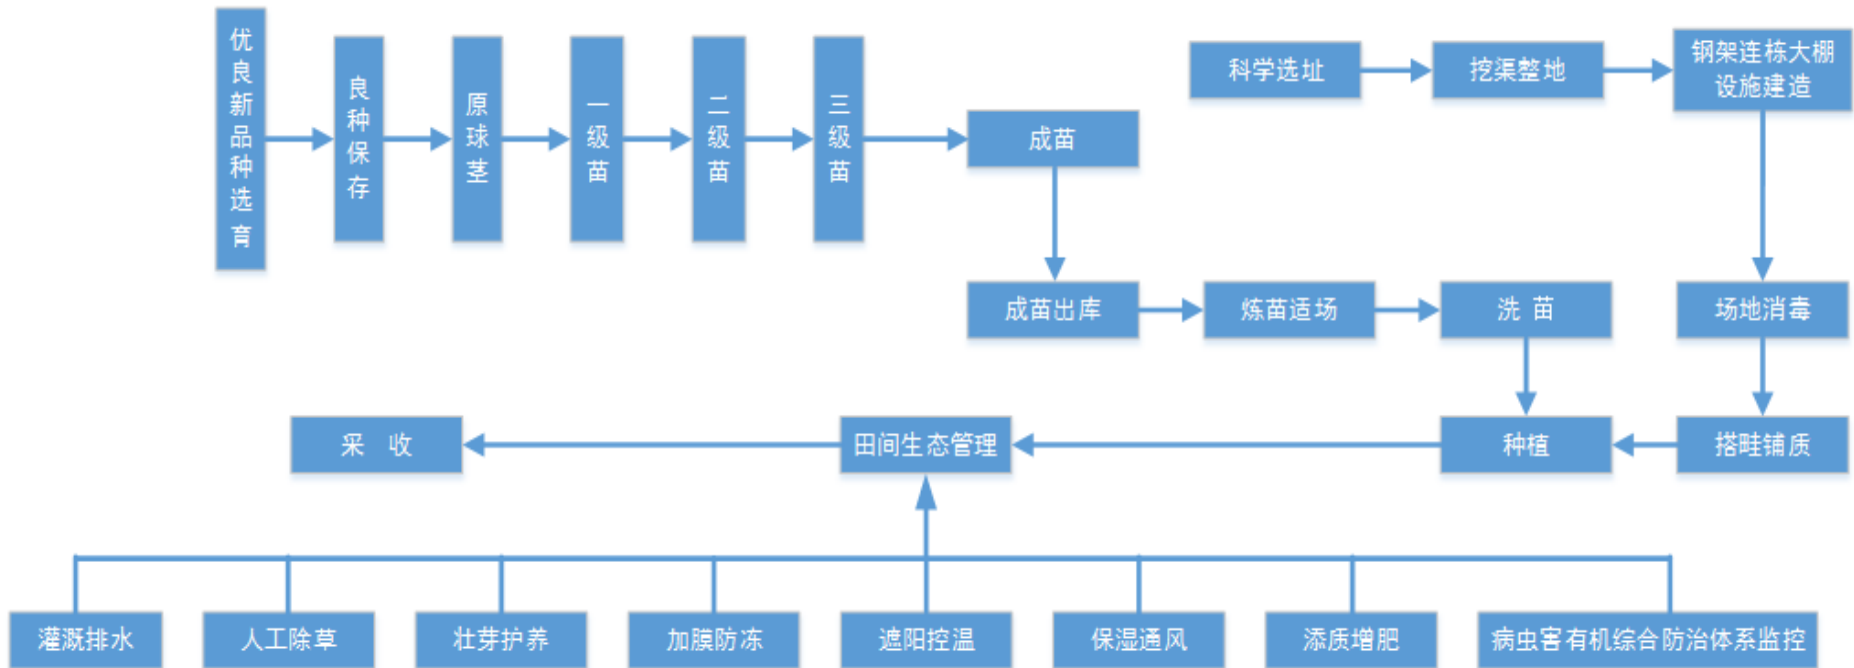 优良新品种选育
良种保存
原球茎
一级苗
二级苗
三级苗
成苗
科学选址
挖渠整地
钢架连栋大棚
设施建造
成苗出库
炼苗适场
洗 苗
场地消毒
采 收
田间生态管理
种植
搭畦铺质
灌溉排水
人工除草
壮芽护养
加膜防冻
遮阳控温
保湿通风
添质增肥
病虫害有机综合防治体系监控